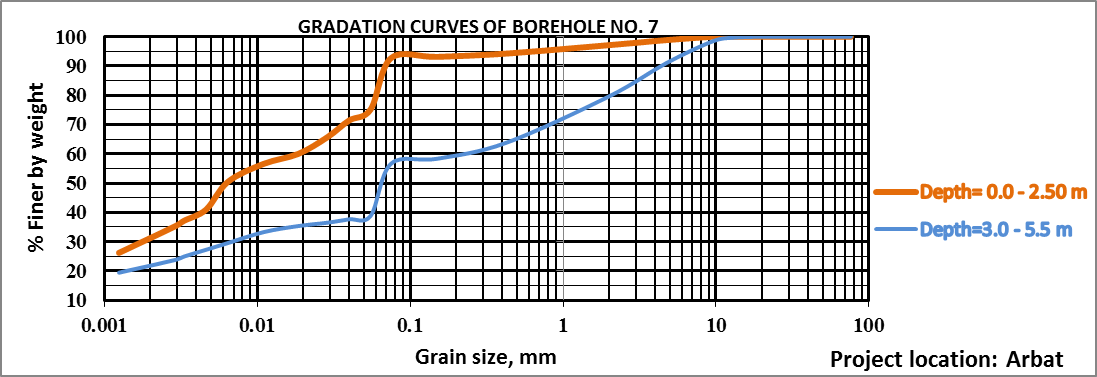 GRADATION CURVES OF BOREHOLE NO. 7
% Finer by weight
100
90
80
70
60
50
40
30
20
10
0.001 0.01 0.1 1 10 100
Grain size, mm
Depth= 0.0 - 2.50 m
Depth=3.0 - 5.5 m
Project location: Arbat